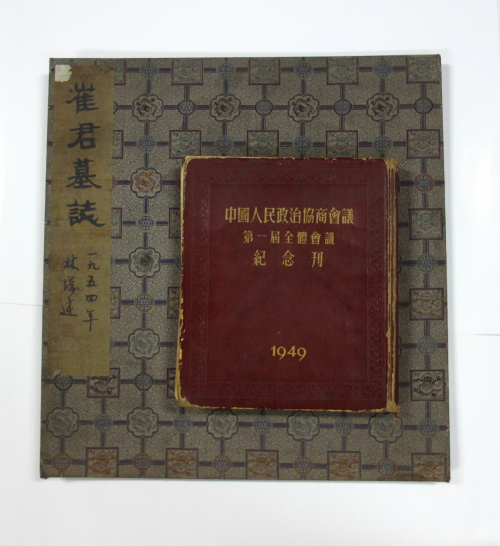 崔君墓誌
一九五四年
中國人民政治協商會議
第一屆全體會議
紀念刊
1949